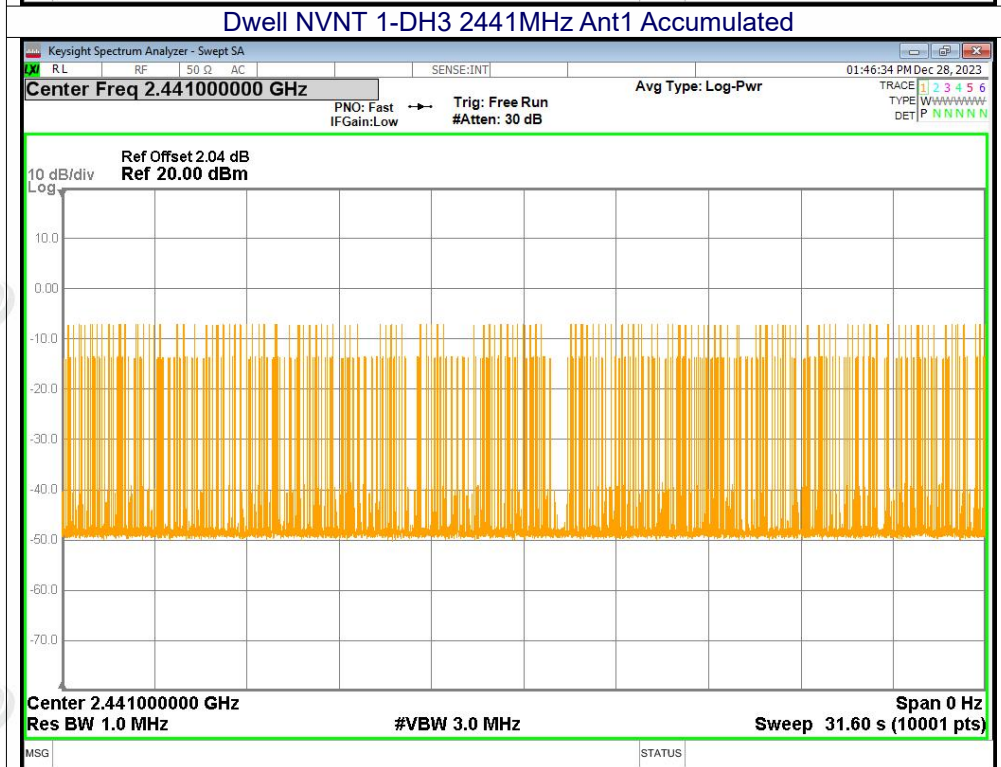 Dwell NVNT 1-DH3 2441MHz Ant1 Accumulated
Keysight Spectrum Analyzer - Swept SA
LXI RL RF 50 Ω AC SENSE:INT 01:46:34 PM Dec 28, 2023
Center Freq 2.441000000 GHz
PNO: Fast
IFGain:Low
Trig: Free Run
#Atten: 30 dB
Avg Type: Log-Pwr
TRACE 1 2 3 4 5 6
TYPE WWWWWWW
DET P N N N N N
Ref Offset 2.04 dB
10 dB/div Ref 20.00 dBm
Log
10.0
0.00
-10.0
-20.0
-30.0
-40.0
-50.0
-60.0
-70.0
Center 2.441000000 GHz Span 0 Hz
Res BW 1.0 MHz #VBW 3.0 MHz Sweep 31.60 s (10001 pts)
MSG STATUS